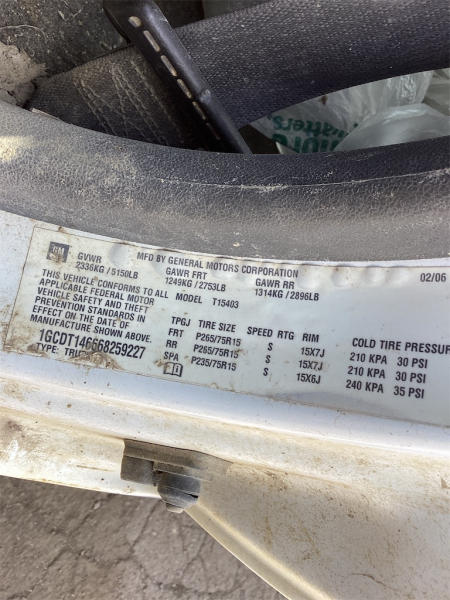 more
matters.
GM
MFD BY GENERAL MOTORS CORPORATION
02/06
GVWR GAWR FRT GAWR RR
2336KG / 5150LB 1249KG / 2753LB 1314KG / 2896LB
THIS VEHICLE CONFORMS TO ALL
APPLICABLE FEDERAL MOTOR
VEHICLE SAFETY AND THEFT
PREVENTION STANDARDS IN
EFFECT ON THE DATE OF
MANUFACTURE SHOWN ABOVE.
1GCDT146668259227
TYPE:
MODEL T15403
TPGJ TIRE SIZE SPEED RTG RIM COLD TIRE PRESSUR
FRT P265/75R15 S 15X7J 210 KPA 30 PSI
RR P265/75R15 S 15X7J 210 KPA 30 PSI
SPA P235/75R15 S 15X6J 240 KPA 35 PSI